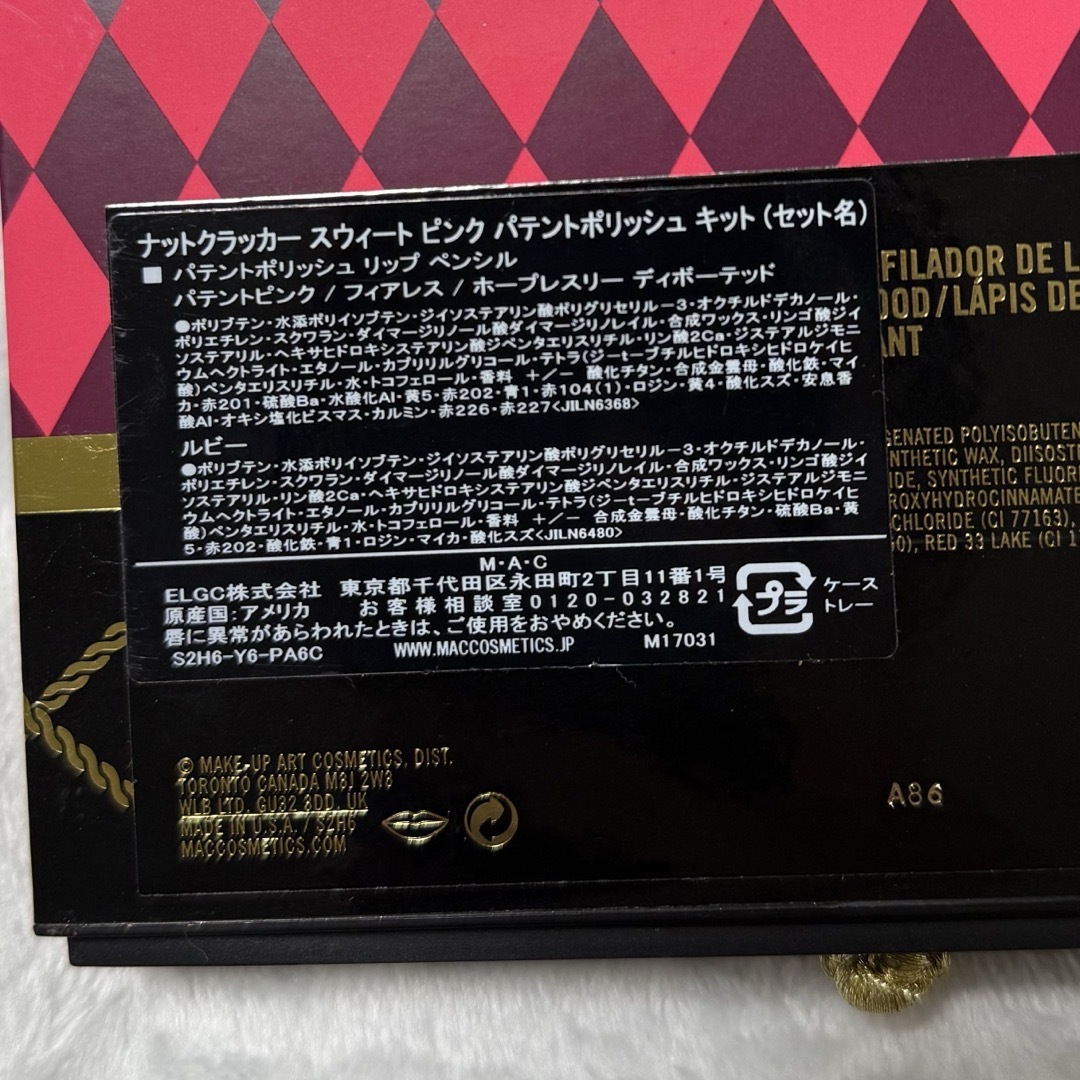 ナットクラッカー スウィート ピンク パテントポリッシュ キット (セット名)
■ パテントポリッシュ リップ ペンシル
パテントピンク / フィアレス / ホープレスリー ディボーテッド
●ポリブテン・水添ポリイソブテン・ジイソステアリン酸ポリグリセリル－3・オクチルドデカノール・
ポリエチレン・スクワラン・ダイマージリノール酸ダイマージリノレイル・合成ワックス・リンゴ酸ジイ
ソステアリル・ヘキサヒドロキシステアリン酸ジペンタエリスリチル・リン酸2Ca・ジステアルジモニ
ウムヘクトライト・エタノール・カプリリルグリコール・テトラ(ジーtーブチルヒドロキシヒドロケイヒ
酸)ペンタエリスリチル・水・トコフェロール・香料 +/－ 酸化チタン・合成金雲母・酸化鉄・マイ
カ・赤201・硫酸Ba・水酸化Al・黄5・赤202・青1・赤104(1)・ロジン・黄4・酸化スズ・安息香
酸Al・オキシ塩化ビスマス・カルミン・赤226・赤227<JILN6368>
ルビー
●ポリブテン・水添ポリイソブテン・ジイソステアリン酸ポリグリセリル－3・オクチルドデカノール・
ポリエチレン・スクワラン・ダイマージリノール酸ダイマージリノレイル・合成ワックス・リンゴ酸ジイ
ソステアリル・リン酸2Ca・ヘキサヒドロキシステアリン酸ジペンタエリスリチル・ジステアルジモニ
ウムヘクトライト・エタノール・カプリリルグリコール・テトラ(ジーtーブチルヒドロキシヒドロケイヒ
酸)ペンタエリスリチル・水・トコフェロール・香料 +/－ 合成金雲母・酸化チタン・硫酸Ba・黄
5・赤202・酸化鉄・青1・ロジン・マイカ・酸化スズ<JILN6480>
M・A・C
ELGC株式会社 東京都千代田区永田町2丁目11番1号
原産国:アメリカ お客様相談室0120-032821
唇に異常があらわれたときは、ご使用をおやめください。
S2H6-Y6-PA6C WWW.MACCOSMETICS.JP M17031
プラ ケース
トレー
FILADOR DE L
OOD/LÁPIS DE
ANT
GENATED POLYISOBUTEN
NTHETIC WAX, DIISOSTE
DE, SYNTHETIC FLUOR
ROXYHYDROCINNAMATE
CHLORIDE (CI 77163),
RED 33 LAKE (CI 1
© MAKE-UP ART COSMETICS, DIST.
TORONTO CANADA M8J 2W8
WLB LTD. GU32 3DD, UK
MADE IN U.S.A. / S2H6
MACCOSMETICS.COM
A86